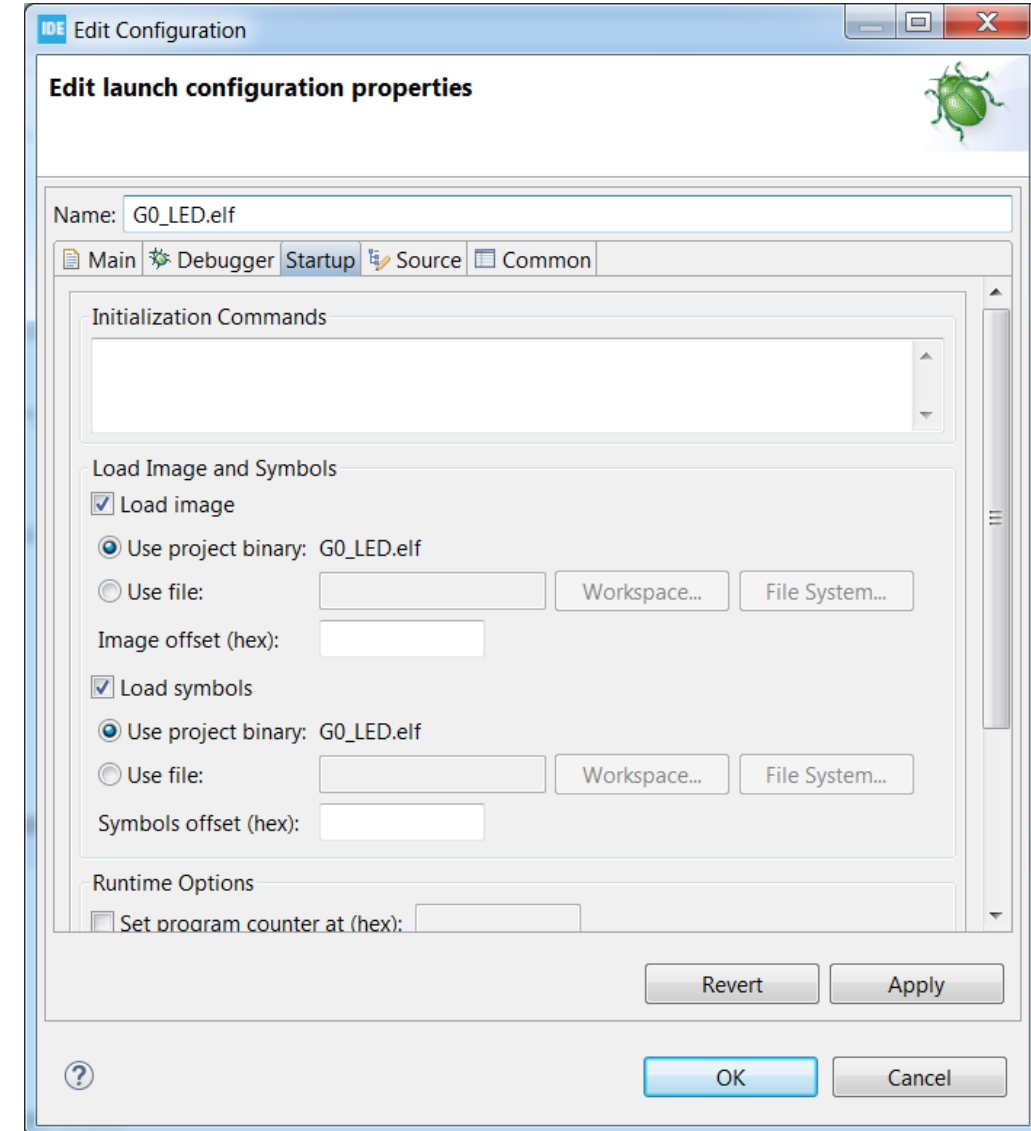 IDE Edit Configuration
Edit launch configuration properties
Name: G0_LED.elf
Main Debugger Startup Source Common
Initialization Commands
Load Image and Symbols
Load image
Use project binary: G0_LED.elf
Use file: Workspace... File System...
Image offset (hex):
Load symbols
Use project binary: G0_LED.elf
Use file: Workspace... File System...
Symbols offset (hex):
Runtime Options
Set program counter at (hex):
Revert Apply
? OK Cancel